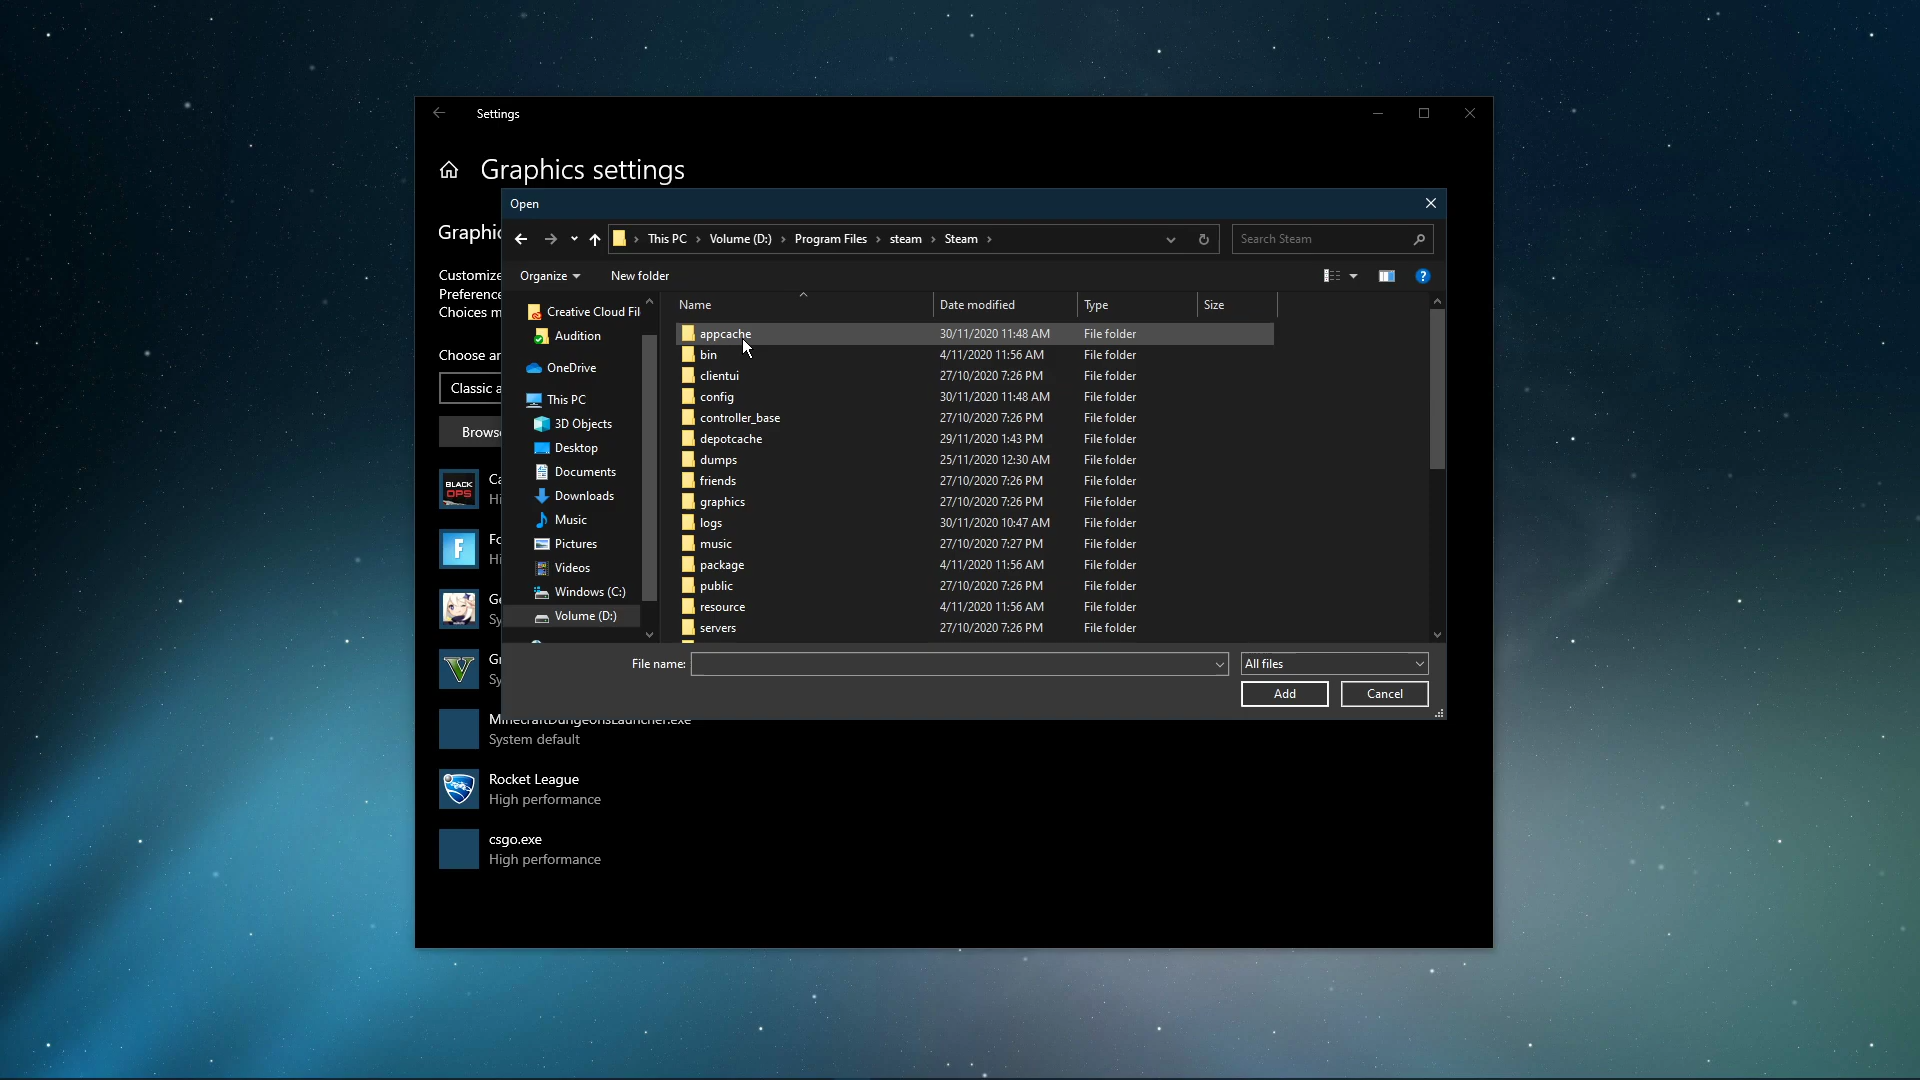 Settings
Graphics settings
Open
This PC > Volume (D:) > Program Files > steam > Steam >
Search Steam
Organize
New folder
Name
Date modified
Type
Size
Creative Cloud Fil
Audition
OneDrive
This PC
3D Objects
Desktop
Documents
Downloads
Music
Pictures
Videos
Windows (C:)
Volume (D:)
appcache 30/11/2020 11:48 AM File folder
bin 4/11/2020 11:56 AM File folder
clientui 27/10/2020 7:26 PM File folder
config 30/11/2020 11:48 AM File folder
controller_base 27/10/2020 7:26 PM File folder
depotcache 29/11/2020 1:43 PM File folder
dumps 25/11/2020 12:30 AM File folder
friends 27/10/2020 7:26 PM File folder
graphics 27/10/2020 7:26 PM File folder
logs 30/11/2020 10:47 AM File folder
music 27/10/2020 7:27 PM File folder
package 4/11/2020 11:56 AM File folder
public 27/10/2020 7:26 PM File folder
resource 4/11/2020 11:56 AM File folder
servers 27/10/2020 7:26 PM File folder
File name:
All files
Add
Cancel
Graphic
Customize
Preference
Choices m
Choose ar
Classic a
Brows
BLACK
OPS
Ca
Hi
F
Fo
Hi
Ge
Sy
V
Gr
Sy
MinecraftDungeonsLauncher.exe
System default
Rocket League
High performance
csgo.exe
High performance